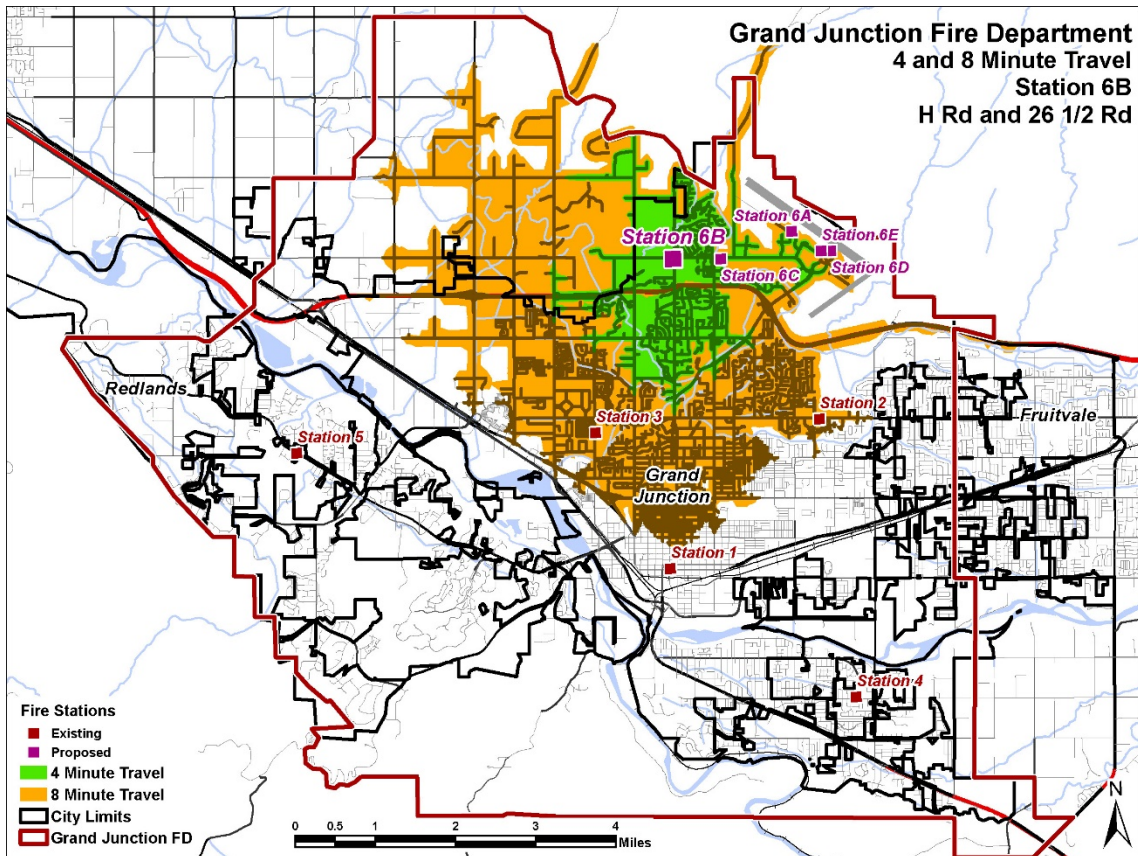 Grand Junction Fire Department
4 and 8 Minute Travel
Station 6B
H Rd and 26 1/2 Rd
Station 6A
Station 6B
Station 6E
Station 6C
Station 6D
Redlands
Station 3
Station 2
Fruitvale
Station 5
Grand
Junction
Station 1
Station 4
Fire Stations
Existing
Proposed
4 Minute Travel
8 Minute Travel
City Limits
Grand Junction FD
0 0.5 1 2 3 4
Miles
N